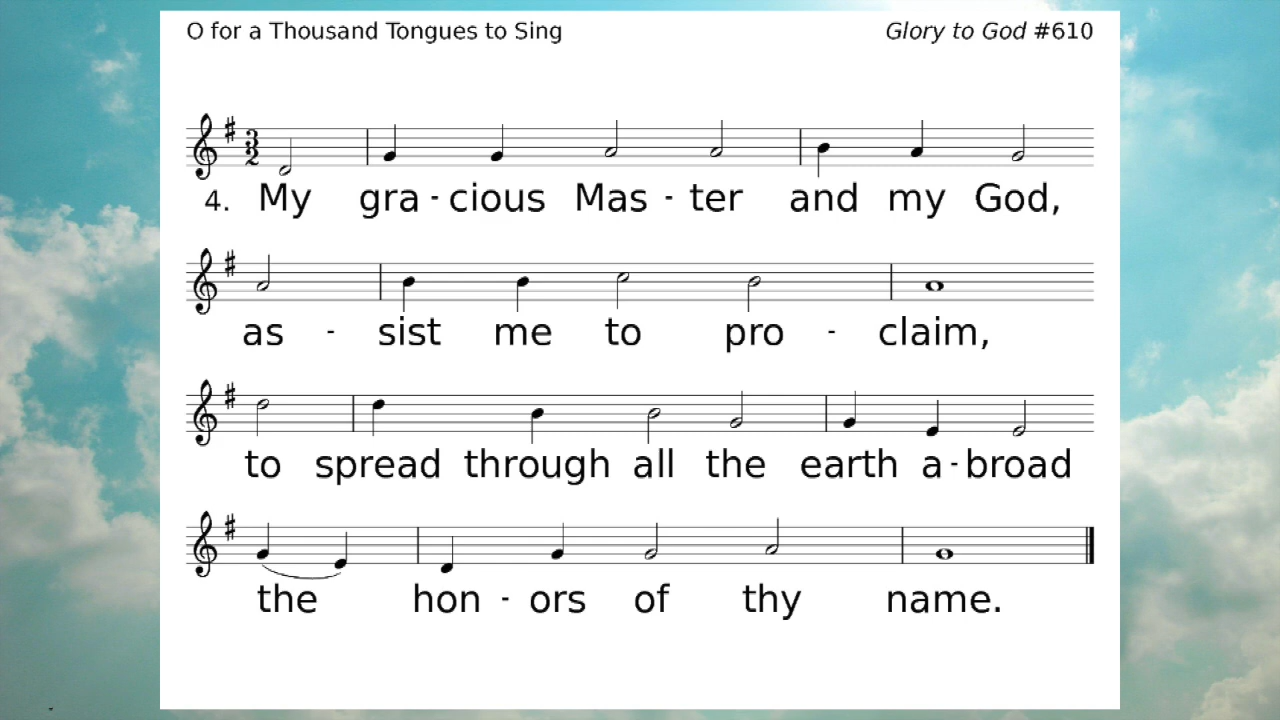 O for a Thousand Tongues to Sing Glory to God #610
4. My gra - cious Mas - ter and my God,
as - sist me to pro - claim,
to spread through all the earth a - broad
the hon - ors of thy name.